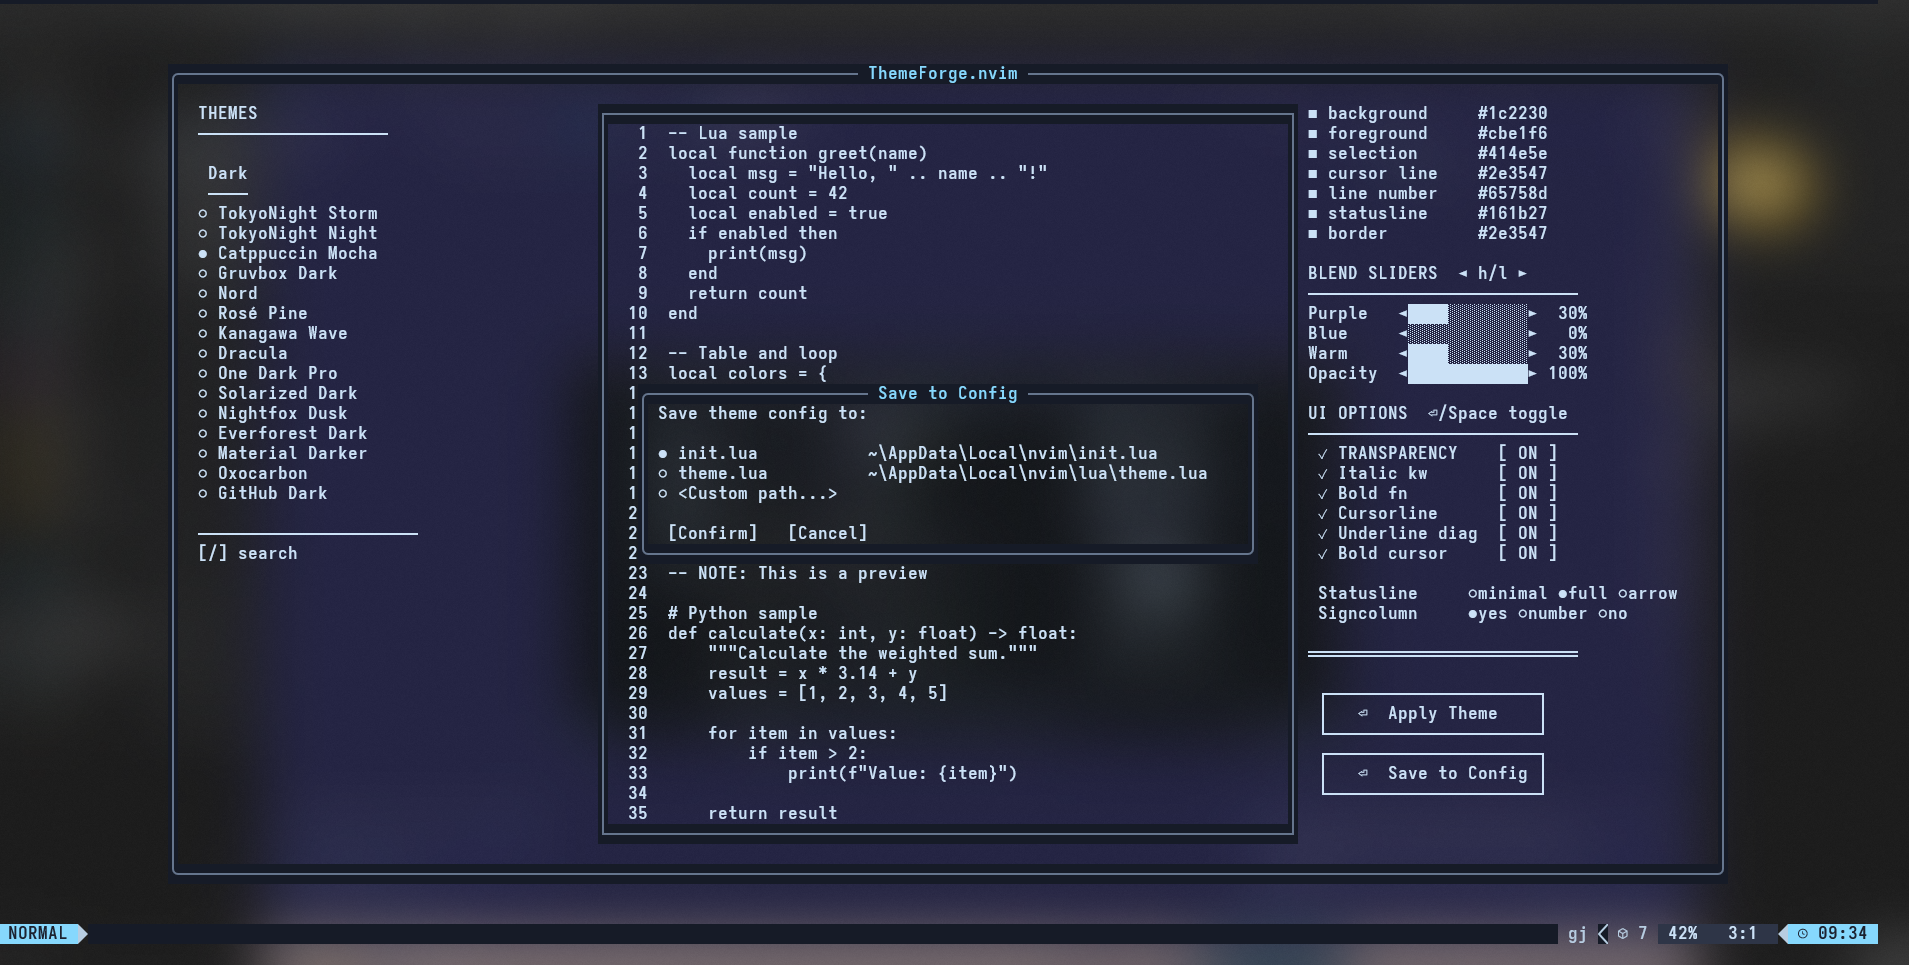 ThemeForge.nvim
THEMES
Dark
○ TokyoNight Storm
○ TokyoNight Night
● Catppuccin Mocha
○ Gruvbox Dark
○ Nord
○ Rosé Pine
○ Kanagawa Wave
○ Dracula
○ One Dark Pro
○ Solarized Dark
○ Nightfox Dusk
○ Everforest Dark
○ Material Darker
○ Oxocarbon
○ GitHub Dark
[/] search
1 -- Lua sample
2 local function greet(name)
3   local msg = "Hello, " .. name .. "!"
4   local count = 42
5   local enabled = true
6   if enabled then
7     print(msg)
8   end
9   return count
10 end
11
12 -- Table and loop
13 local colors = {
1
1
1
1
1
1
2
2
2
Save to Config
Save theme config to:
● init.lua ~\AppData\Local\nvim\init.lua
○ theme.lua ~\AppData\Local\nvim\lua\theme.lua
○ <Custom path...>
[Confirm] [Cancel]
23 -- NOTE: This is a preview
24
25 # Python sample
26 def calculate(x: int, y: float) -> float:
27     """Calculate the weighted sum."""
28     result = x * 3.14 + y
29     values = [1, 2, 3, 4, 5]
30
31     for item in values:
32         if item > 2:
33             print(f"Value: {item}")
34
35     return result
■ background #1c2230
■ foreground #cbe1f6
■ selection #414e5e
■ cursor line #2e3547
■ line number #65758d
■ statusline #161b27
■ border #2e3547
BLEND SLIDERS ◄ h/l ►
Purple ◄ ► 30%
Blue ◄ ► 0%
Warm ◄ ► 30%
Opacity ◄ ► 100%
UI OPTIONS ⏎/Space toggle
✓ TRANSPARENCY [ ON ]
✓ Italic kw [ ON ]
✓ Bold fn [ ON ]
✓ Cursorline [ ON ]
✓ Underline diag [ ON ]
✓ Bold cursor [ ON ]
Statusline ○minimal ●full ○arrow
Signcolumn ●yes ○number ○no
⏎ Apply Theme
⏎ Save to Config
NORMAL gj 7 42% 3:1 09:34